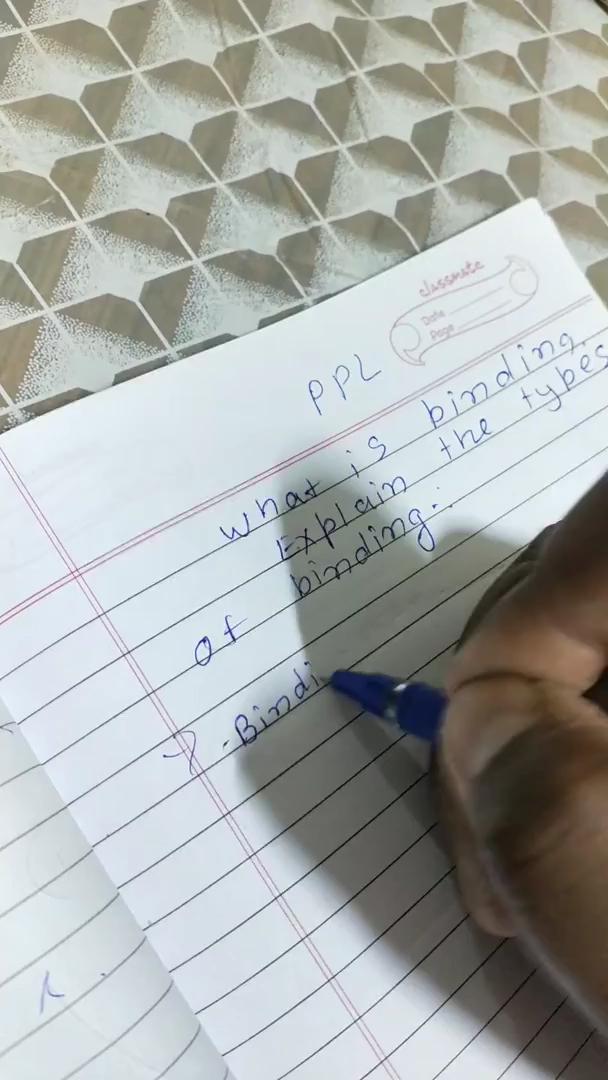 classmate
Date
Page
PPL
What is binding.
Explain the types
of binding.
Bindi